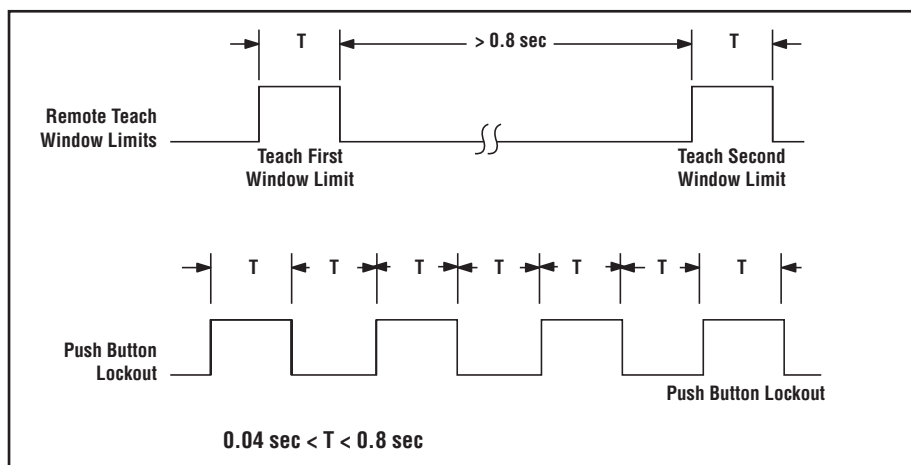 T > 0.8 sec T
Remote Teach
Window Limits
Teach First
Window Limit
Teach Second
Window Limit
T T T T T T T
Push Button
Lockout
Push Button Lockout
0.04 sec < T < 0.8 sec